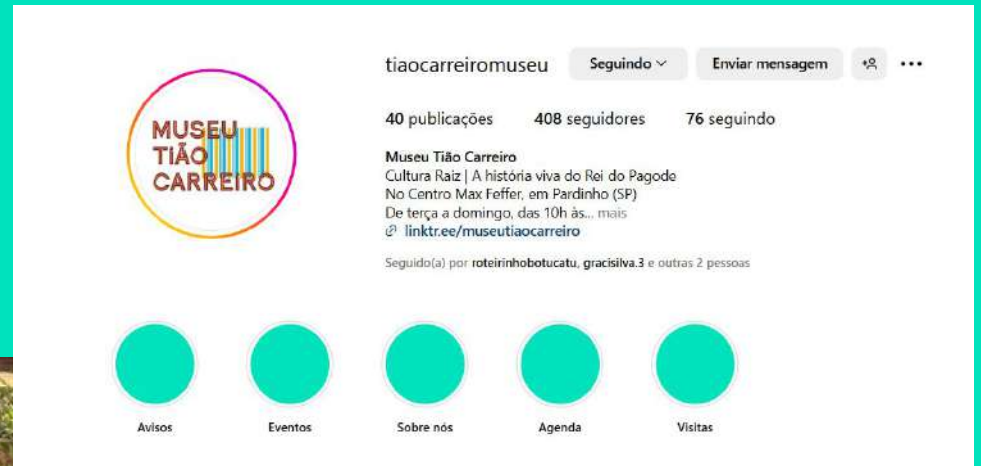 tiaocarreiromuseu Seguindo Enviar mensagem
40 publicações 408 seguidores 76 seguindo
MUSEU
TIÃO
CARREIRO
Museu Tião Carreiro
Cultura Raiz | A história viva do Rei do Pagode
No Centro Max Feffer, em Pardinho (SP)
De terça a domingo, das 10h às... mais
linktr.ee/museutiaocarreiro
Seguido(a) por roteirinhobotucatu, gracisilva.3 e outras 2 pessoas
Avisos Eventos Sobre nós Agenda Visitas